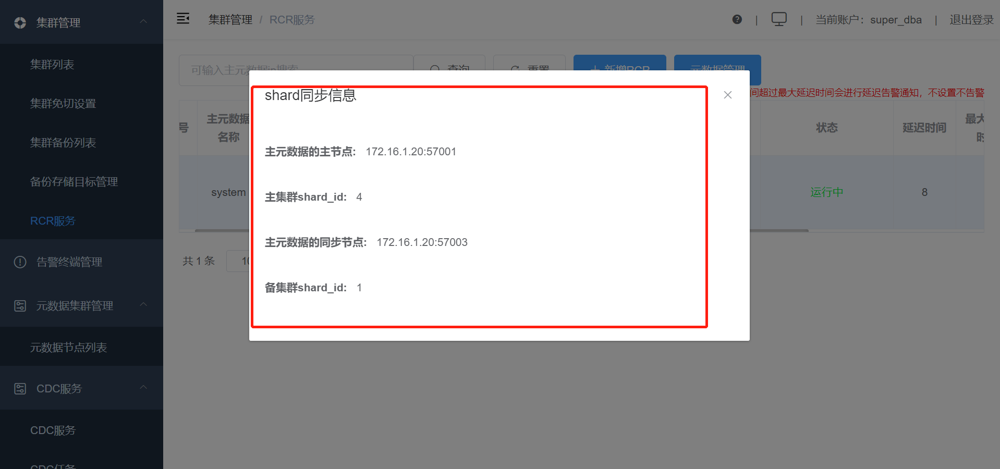 集群管理
集群列表
集群免切设置
集群备份列表
备份存储目标管理
RCR服务
告警终端管理
元数据集群管理
元数据节点列表
CDC服务
CDC服务
CDC任务
集群管理 / RCR服务
| | 当前账户：super_dba | 退出登录
可输入主元数据ip搜索
查询
重置
新增RCR
元数据管理
间超过最大延迟时间会进行延迟告警通知，不设置不告警
号
主元数据
名称
状态
延迟时间
最大
时
system
运行中
8
共 1 条
shard同步信息
主元数据的主节点: 172.16.1.20:57001
主集群shard_id: 4
主元数据的同步节点: 172.16.1.20:57003
备集群shard_id: 1